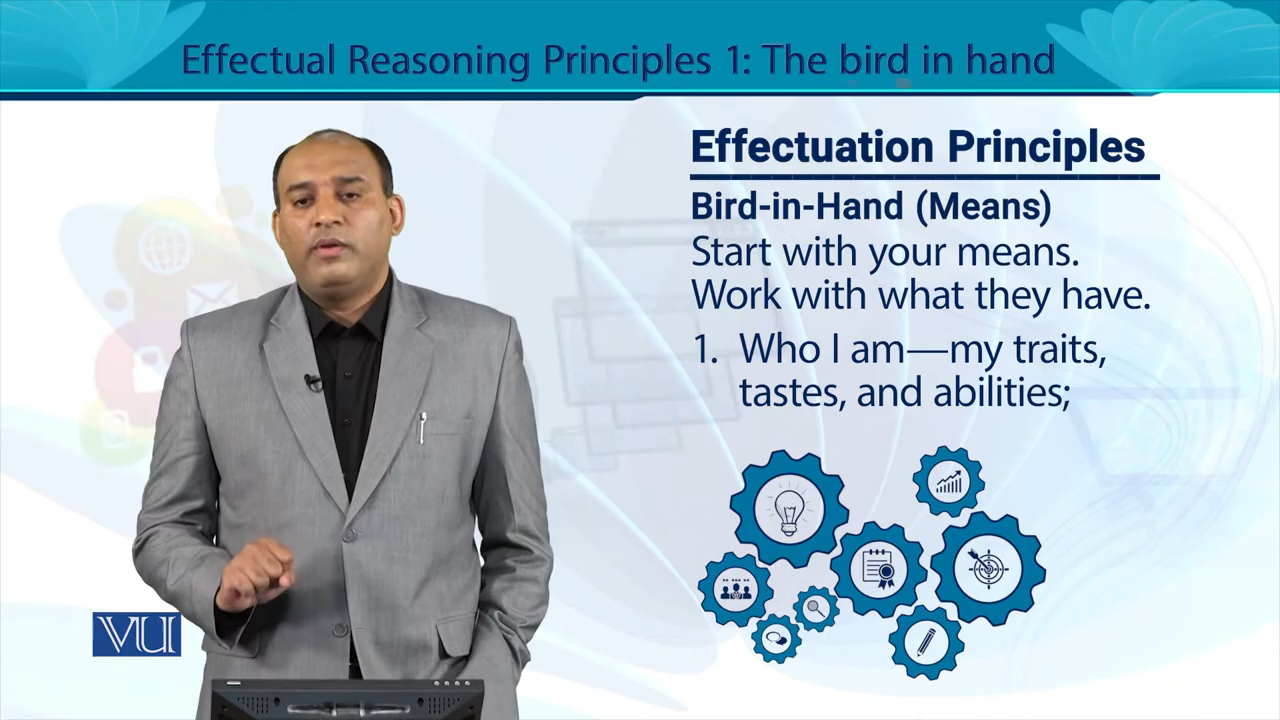 Effectual Reasoning Principles 1: The bird in hand
Effectuation Principles
Bird-in-Hand (Means)
Start with your means.
Work with what they have.
1. Who I am—my traits,
tastes, and abilities;
VU